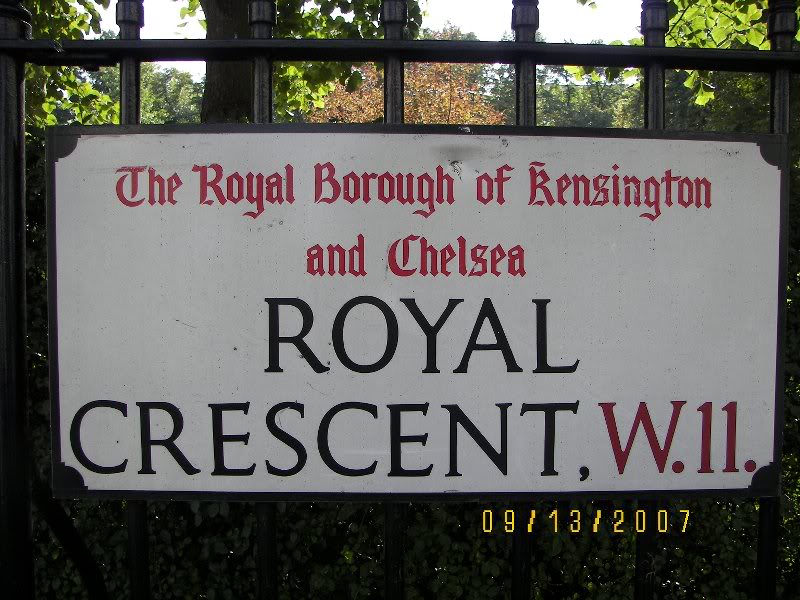 The Royal Borough of Kensington
and Chelsea
ROYAL
CRESCENT, W.11.
09/13/2007